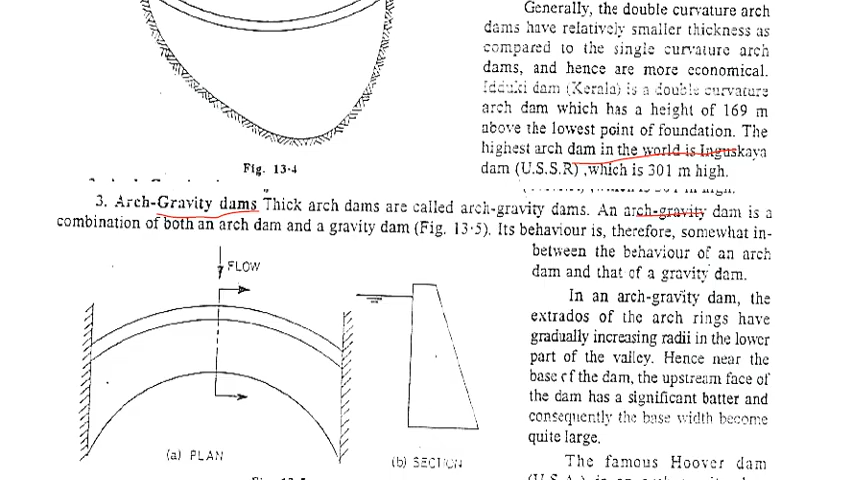 Generally, the double curvature arch
dams have relatively smaller thickness as
compared to the single curvature arch
dams, and hence are more economical.
Idduki dam (Kerala) is a double curvature
arch dam which has a height of 169 m
above the lowest point of foundation. The
highest arch dam in the world is Inguskaya
dam (U.S.S.R) ,which is 301 m high.
Fig. 13·4
3. Arch-Gravity dams Thick arch dams are called arch-gravity dams. An arch-gravity dam is a
combination of both an arch dam and a gravity dam (Fig. 13·5). Its behaviour is, therefore, somewhat in-
between the behaviour of an arch
dam and that of a gravity dam.
In an arch-gravity dam, the
extrados of the arch rings have
gradually increasing radii in the lower
part of the valley. Hence near the
base of the dam, the upstream face of
the dam has a significant batter and
consequently the base width become
quite large.
The famous Hoover dam
FLOW
(a) PLAN
(b) SECTION